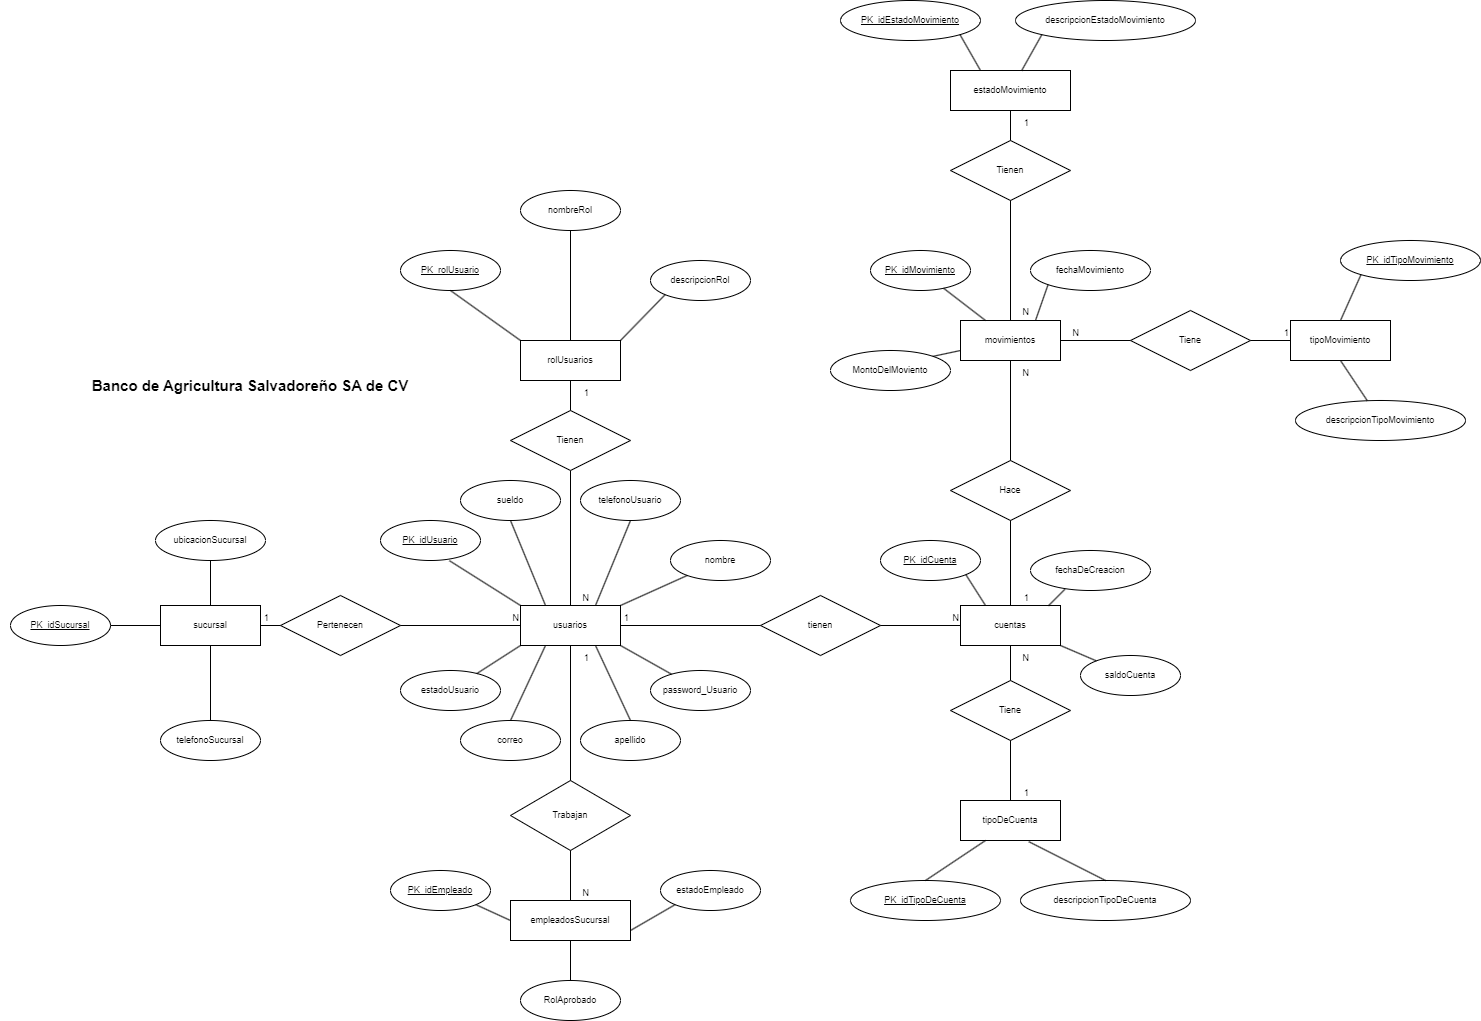 PK_idEstadoMovimiento
descripcionEstadoMovimiento
estadoMovimiento
1
Tienen
nombreRol
PK_rolUsuario
descripcionRol
PK_idMovimiento
fechaMovimiento
PK_idTipoMovimiento
N
movimientos
N
Tiene
1
tipoMovimiento
rolUsuarios
MontoDelMoviento
N
Banco de Agricultura Salvadoreño SA de CV
1
descripcionTipoMovimiento
Tienen
Hace
sueldo
telefonoUsuario
ubicacionSucursal
PK_idUsuario
nombre
PK_idCuenta
fechaDeCreacion
N
1
PK_idSucursal
sucursal
1
Pertenecen
N
usuarios
1
tienen
N
cuentas
1
N
saldoCuenta
estadoUsuario
password_Usuario
Tiene
telefonoSucursal
correo
apellido
1
Trabajan
tipoDeCuenta
PK_idEmpleado
N
estadoEmpleado
PK_idTipoDeCuenta
descripcionTipoDeCuenta
empleadosSucursal
RolAprobado